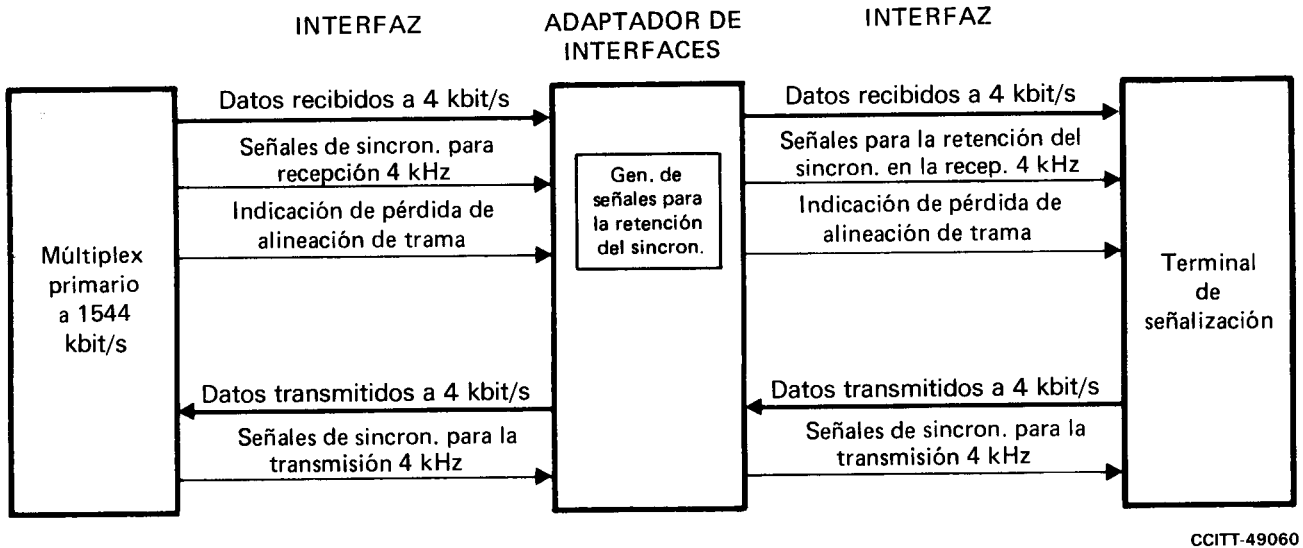 INTERFAZ
ADAPTADOR DE
INTERFACES
INTERFAZ
Múltiplex
primario
a 1544
kbit/s
Datos recibidos a 4 kbit/s
Señales de sincron. para
recepción 4 kHz
Indicación de pérdida de
alineación de trama
Datos transmitidos a 4 kbit/s
Señales de sincron. para la
transmisión 4 kHz
Gen. de
señales para
la retención
del sincron.
Datos recibidos a 4 kbit/s
Señales para la retención del
sincron. en la recep. 4 kHz
Indicación de pérdida de
alineación de trama
Datos transmitidos a 4 kbit/s
Señales de sincron. para la
transmisión 4 kHz
Terminal
de
señalización
CCITT-49060